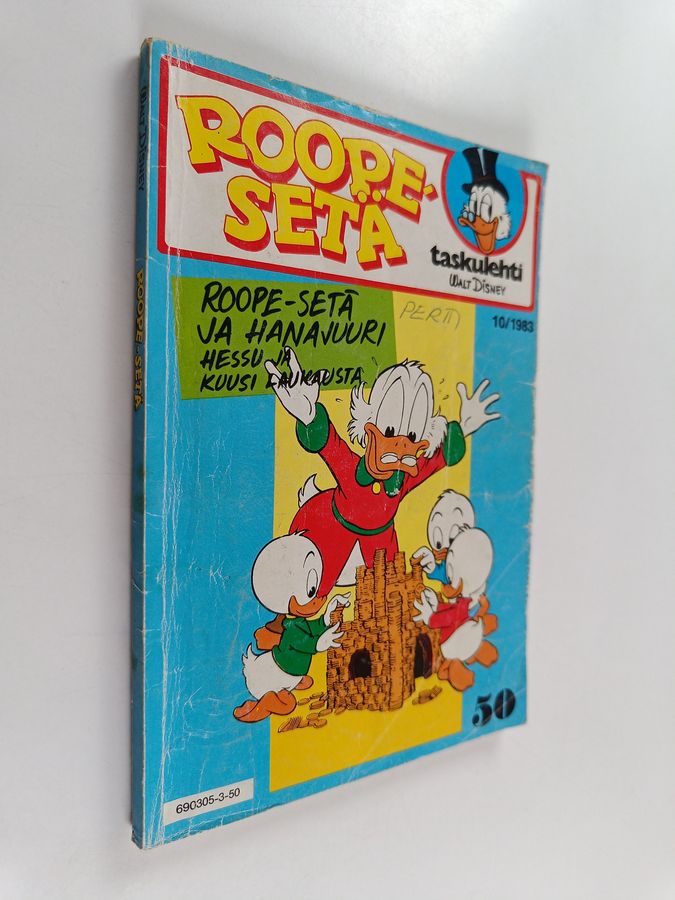 WALT DISNEY
ROOPE-SETÄ
ROOPE-
SETÄ
taskulehti
WALT DISNEY
10/1983
ROOPE-SETÄ
JA HANAJUURI
HESSU JA
KUUSI LAUKAUSTA
PERTTI
50
690305-3-50